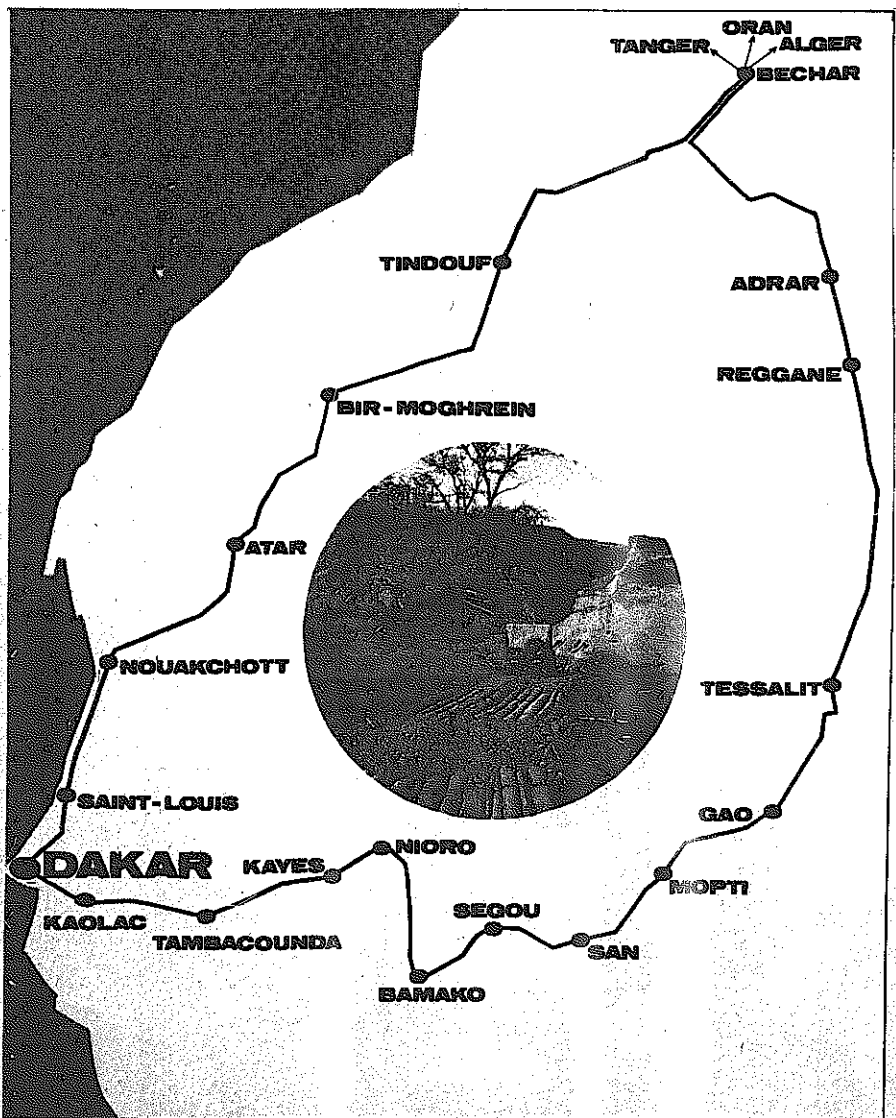 ORAN
TANGER
ALGER
BECHAR
TINDOUF
ADRAR
REGGANE
BIR-MOGHREIN
ATAR
NOUAKCHOTT
TESSALIT
SAINT-LOUIS
GAO
DAKAR
KAYES
NIORO
MOPTI
KAOLAC
TAMBACOUNDA
SEGOU
SAN
BAMAKO